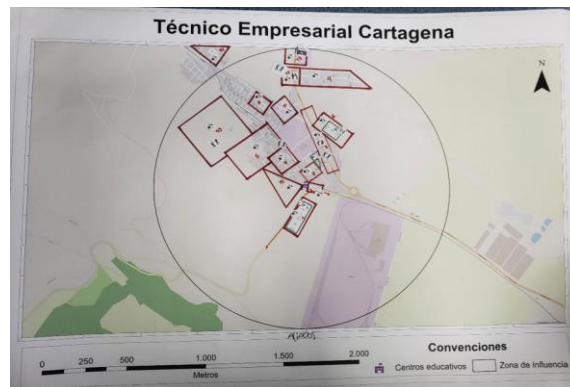 Técnico Empresarial Cartagena
N
Convenciones
0 250 500 1.000 1.500 2.000
Metros
Centros educativos
Zona de Influencia